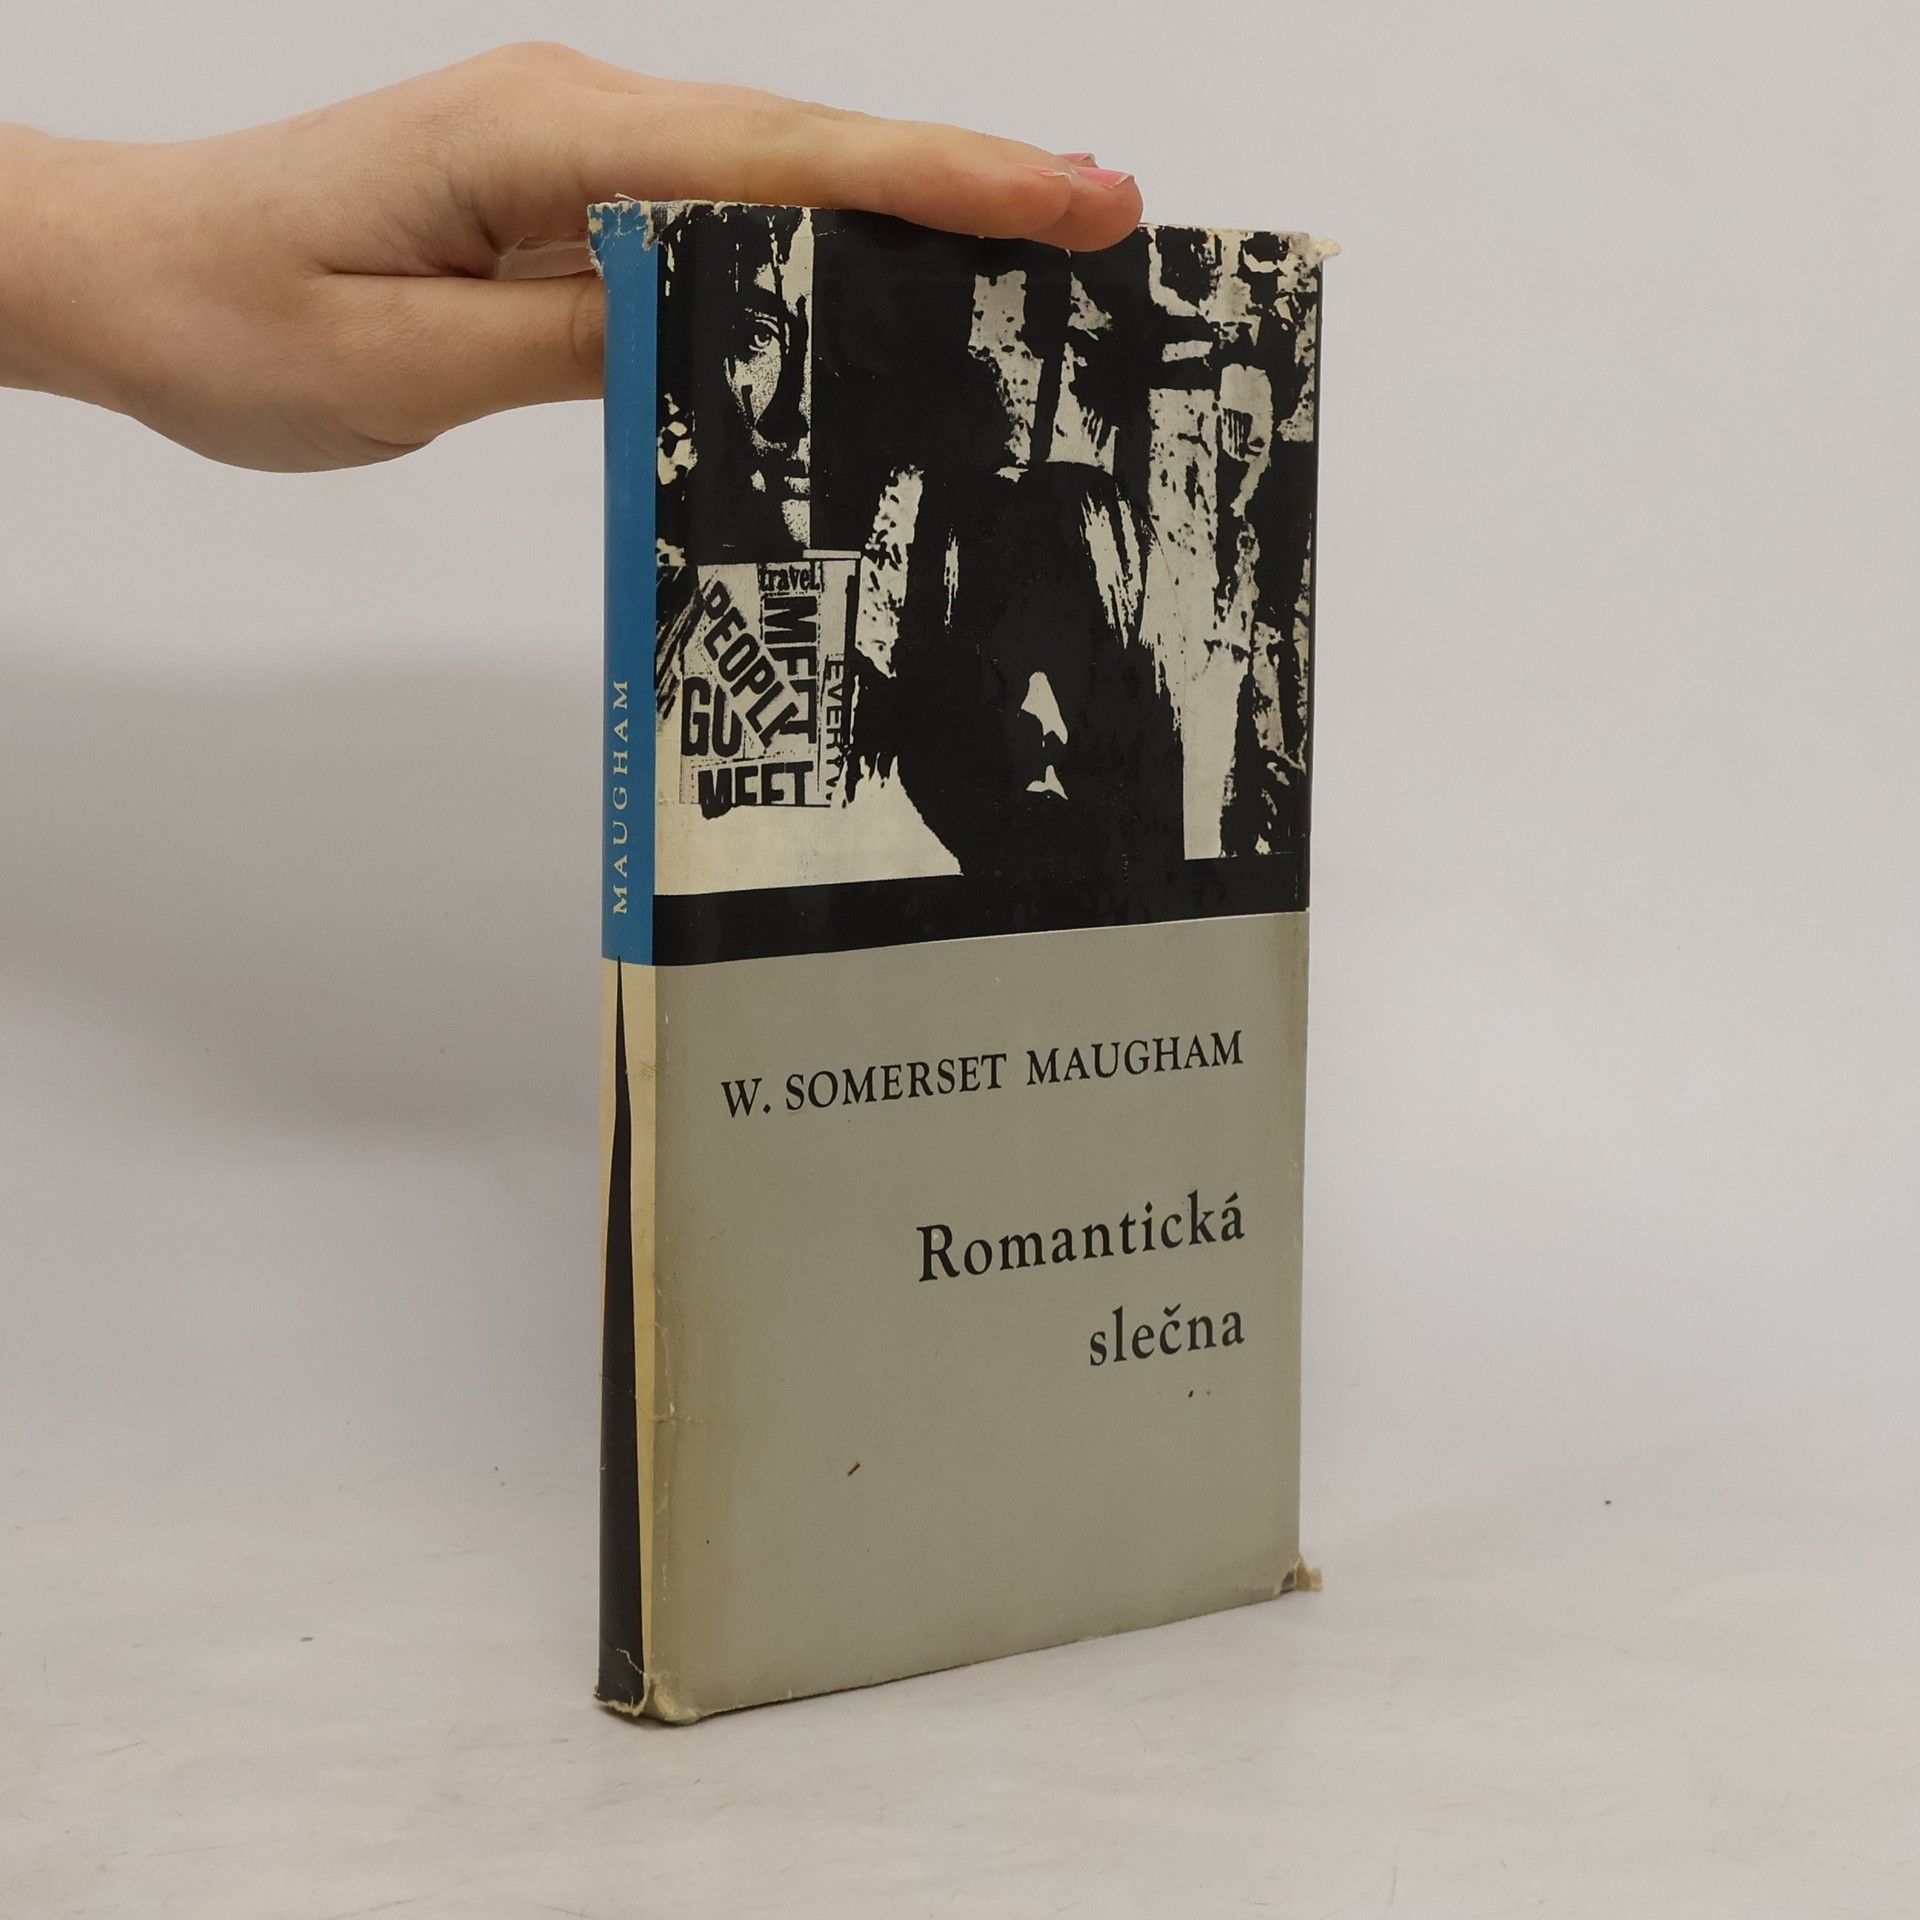 MAUGHAM
travel
PEOPLE
MEET
GO
EVERY
MEET
W. SOMERSET MAUGHAM
Romantická
slečna